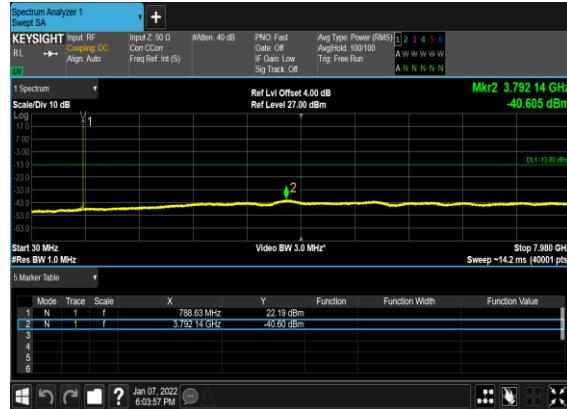 Spectrum Analyzer 1
Swept SA
+
KEYSIGHT Input: RF Input Z: 50 Ω #Atten: 40 dB PNO: Fast Avg Type: Power (RMS) 1 2 3 4 5 6
RL Coupling: DC Corr CCorr Gate: Off Avg|Hold: 100/100 A W W W W W
Align: Auto Freq Ref: Int (S) IF Gain: Low Trig: Free Run
Sig Track: Off A N N N N N
1 Spectrum Ref Lvl Offset 4.00 dB Mkr2 3.792 14 GHz
Scale/Div 10 dB Ref Level 27.00 dBm -40.605 dBm
Log
17.0
7.00
-3.00
-13.0 DL1 -13.00 dBm
-23.0
-33.0
-43.0
-53.0
-63.0
1
2
Start 30 MHz Video BW 3.0 MHz* Stop 7.980 GHz
#Res BW 1.0 MHz Sweep ~14.2 ms (40001 pts)
5 Marker Table
Mode Trace Scale X Y Function Function Width Function Value
1 N 1 f 788.63 MHz 22.19 dBm
2 N 1 f 3.792 14 GHz -40.60 dBm
3
4
5
6
? Jan 07, 2022
6:03:57 PM